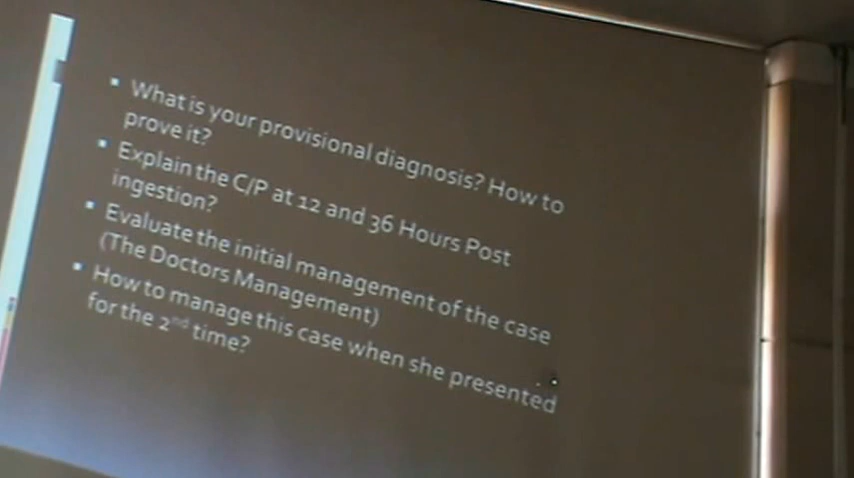 ▪ What is your provisional diagnosis? How to
prove it?
▪ Explain the C/P at 12 and 36 Hours Post
ingestion?
▪ Evaluate the initial management of the case
(The Doctors Management)
▪ How to manage this case when she presented
for the 2nd time?